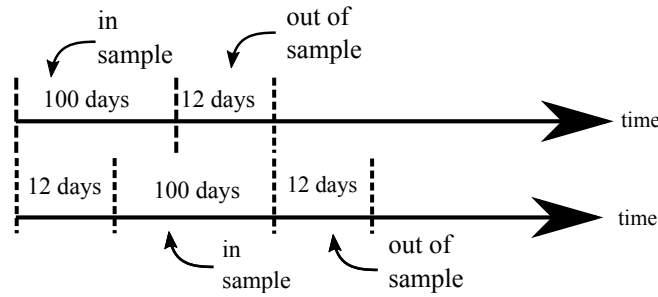 in
sample
out of
sample
100 days
12 days
time
12 days
100 days
12 days
time
in
sample
out of
sample